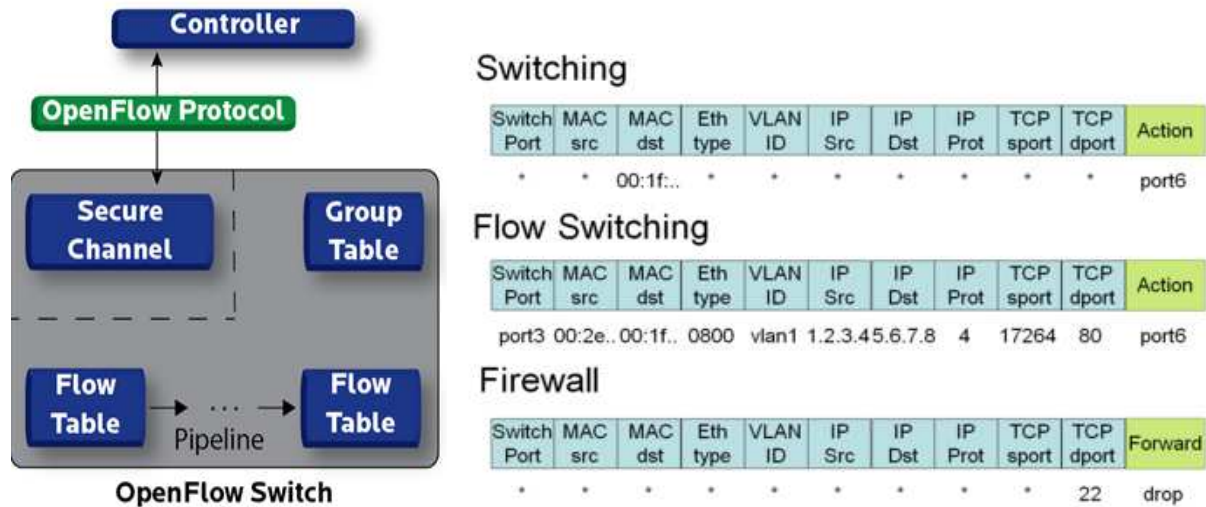 Controller
OpenFlow Protocol
Secure
Channel
Group
Table
Flow
Table
...
Pipeline
Flow
Table
OpenFlow Switch
Switching
Switch Port MAC src MAC dst Eth type VLAN ID IP Src IP Dst IP Prot TCP sport TCP dport Action
* * 00:1f:.. * * * * * * * port6
Flow Switching
Switch Port MAC src MAC dst Eth type VLAN ID IP Src IP Dst IP Prot TCP sport TCP dport Action
port3 00:2e.. 00:1f.. 0800 vlan1 1.2.3.4 5.6.7.8 4 17264 80 port6
Firewall
Switch Port MAC src MAC dst Eth type VLAN ID IP Src IP Dst IP Prot TCP sport TCP dport Forward
* * * * * * * * * 22 drop